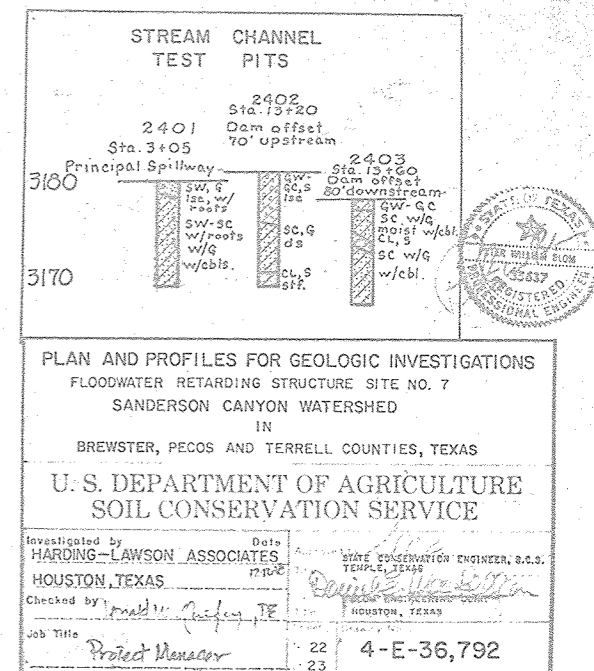 STREAM CHANNEL
TEST PITS
2401
Sta. 3+05
Principal Spillway
2402
Sta. 13+20
Dam offset
70' upstream
2403
Sta. 13+60
Dam offset
80' downstream
3180
3170
SW, G
lse, w/
roots
SW-SC
w/roots
w/G
w/cbls.
GW-
GC, S
lse
SC, G
ds
CL, S
stf.
GW-GC
SC w/G
moist w/cbl.
CL, S
SC w/G
w/cbl.
STATE OF TEXAS
WILLIAM BLOM
REGISTERED
PROFESSIONAL ENGINEER
PLAN AND PROFILES FOR GEOLOGIC INVESTIGATIONS
FLOODWATER RETARDING STRUCTURE SITE NO. 7
SANDERSON CANYON WATERSHED
IN
BREWSTER, PECOS AND TERRELL COUNTIES, TEXAS
U. S. DEPARTMENT OF AGRICULTURE
SOIL CONSERVATION SERVICE
Investigated by Date
HARDING-LAWSON ASSOCIATES
HOUSTON, TEXAS
Checked by
Job Title
Project Manager
STATE CONSERVATION ENGINEER, S.C.S.
TEMPLE, TEXAS
HOUSTON, TEXAS
22
23
4-E-36,792